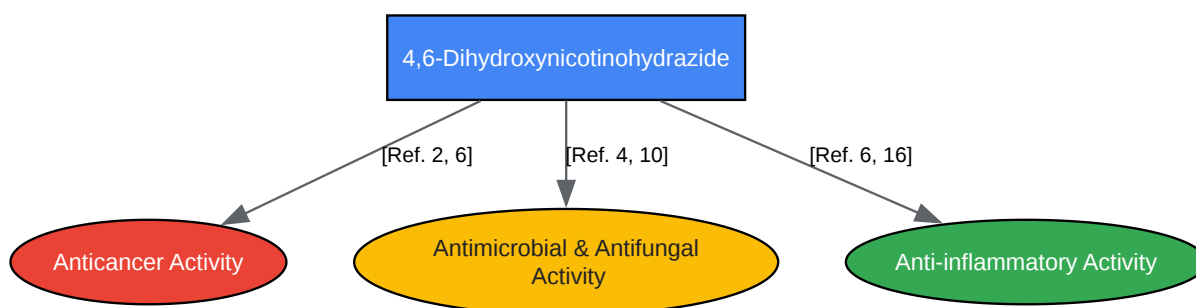 4,6-Dihydroxynicotinohydrazide
[Ref. 2, 6]
[Ref. 4, 10]
[Ref. 6, 16]
Anticancer Activity
Antimicrobial & Antifungal
Activity
Anti-inflammatory Activity